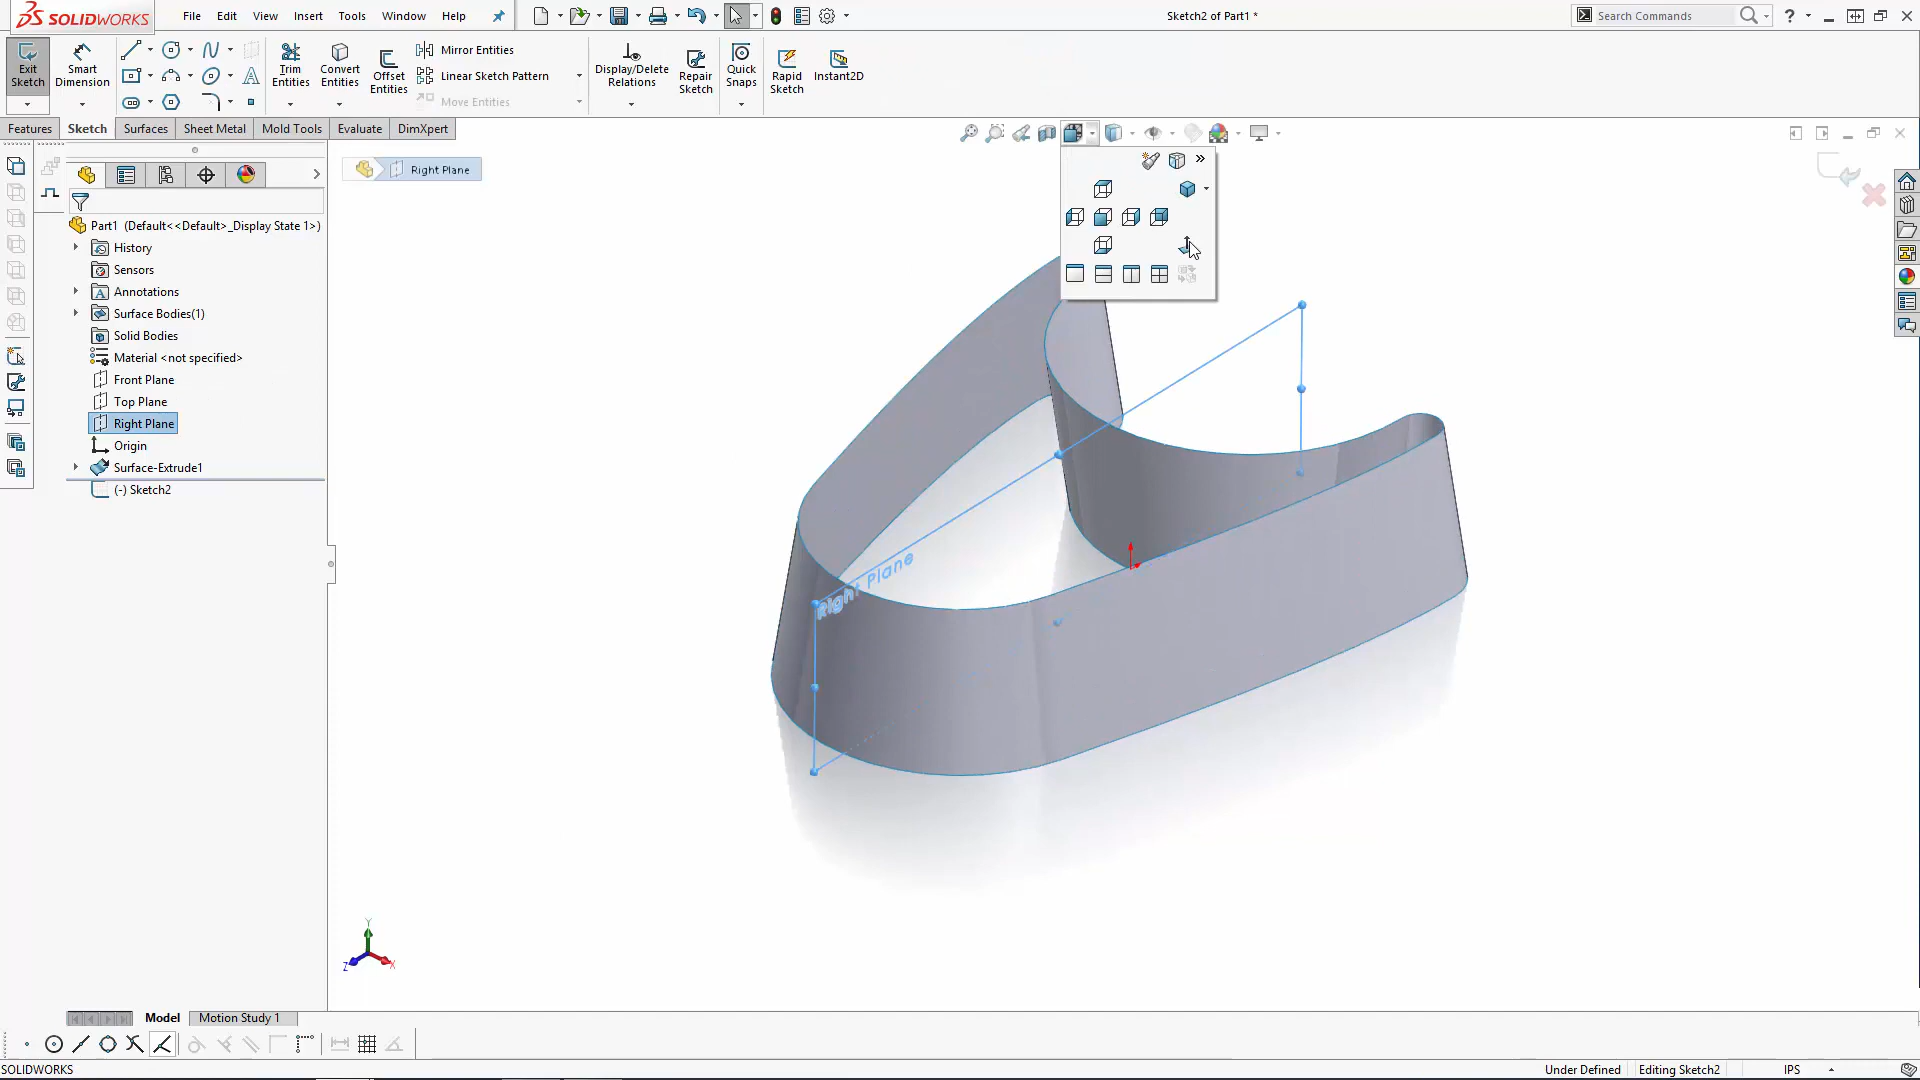 SOLIDWORKS
File Edit View Insert Tools Window Help
Sketch2 of Part1 *
Search Commands
Exit Sketch
Smart Dimension
Trim Entities
Convert Entities
Offset Entities
Mirror Entities
Linear Sketch Pattern
Move Entities
Display/Delete Relations
Repair Sketch
Quick Snaps
Rapid Sketch
Instant2D
Features Sketch Surfaces Sheet Metal Mold Tools Evaluate DimXpert
Right Plane
Part1 (Default<<Default>_Display State 1>)
History
Sensors
Annotations
Surface Bodies(1)
Solid Bodies
Material <not specified>
Front Plane
Top Plane
Right Plane
Origin
Surface-Extrude1
(-) Sketch2
Right Plane
Y
Z
X
Model Motion Study 1
SOLIDWORKS
Under Defined Editing Sketch2 IPS